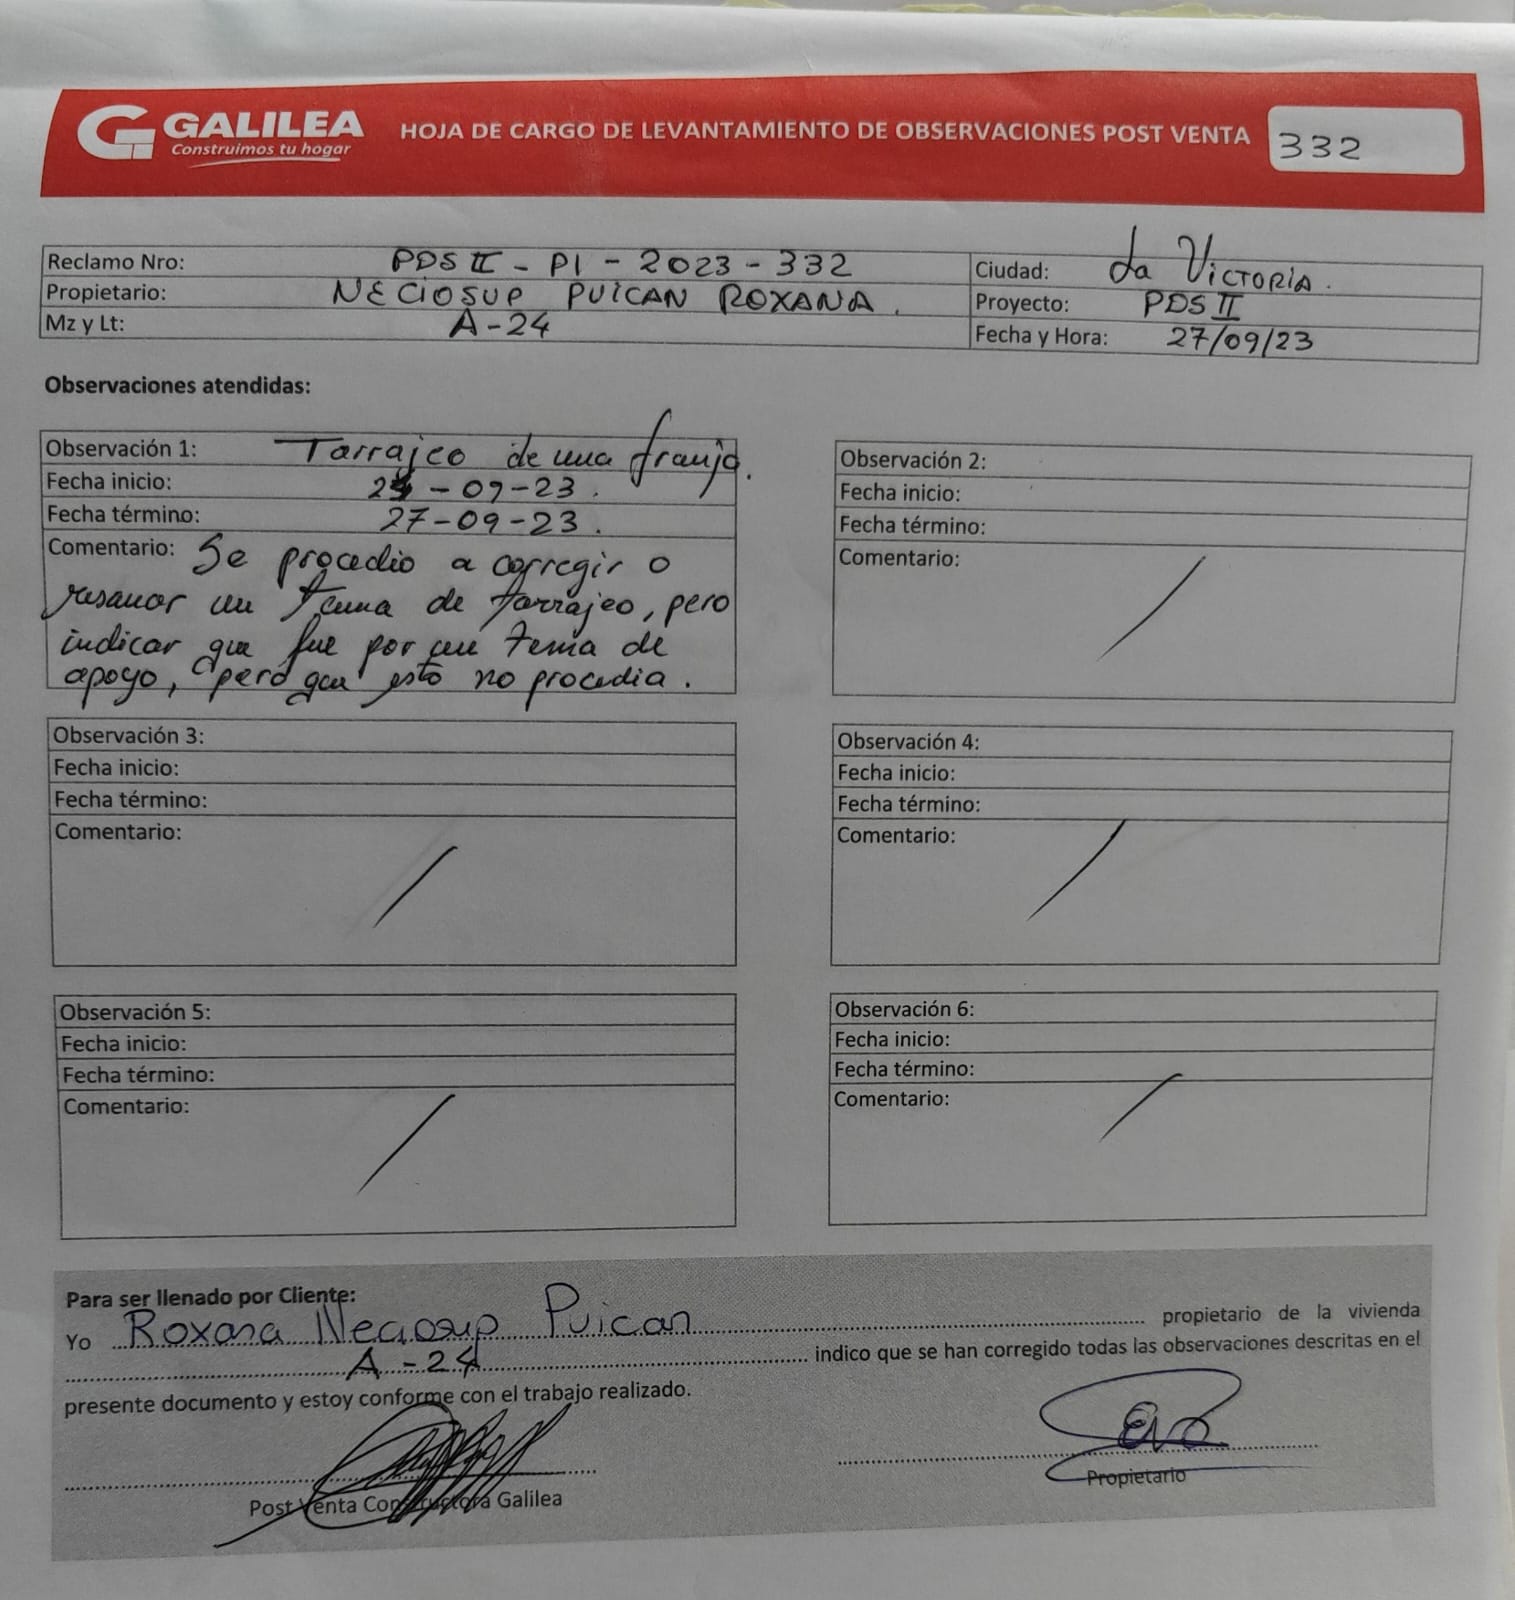 GALILEA
Construimos tu hogar
HOJA DE CARGO DE LEVANTAMIENTO DE OBSERVACIONES POST VENTA
332
Reclamo Nro: PDS II - PI - 2023 - 332
Ciudad: La Victoria.
Propietario: NECIOSUP PUICAN ROXANA.
Proyecto: PDS II
Mz y Lt: A-24
Fecha y Hora: 27/09/23
Observaciones atendidas:
Observación 1: Tarrajeo de una franja.
Fecha inicio: -09-23.
Fecha término: 27-09-23.
Comentario: Se procedio a corregir o
resanar un tema de tarrajeo, pero
indicar que fue por un tema de
apoyo, pero que esto no procedia.
Observación 2:
Fecha inicio:
Fecha término:
Comentario:
Observación 3:
Fecha inicio:
Fecha término:
Comentario:
Observación 4:
Fecha inicio:
Fecha término:
Comentario:
Observación 5:
Fecha inicio:
Fecha término:
Comentario:
Observación 6:
Fecha inicio:
Fecha término:
Comentario:
Para ser llenado por Cliente:
Yo Roxana Neciosup Puican propietario de la vivienda
A-24 indico que se han corregido todas las observaciones descritas en el
presente documento y estoy conforme con el trabajo realizado.
Post Venta Constructora Galilea
Propietario